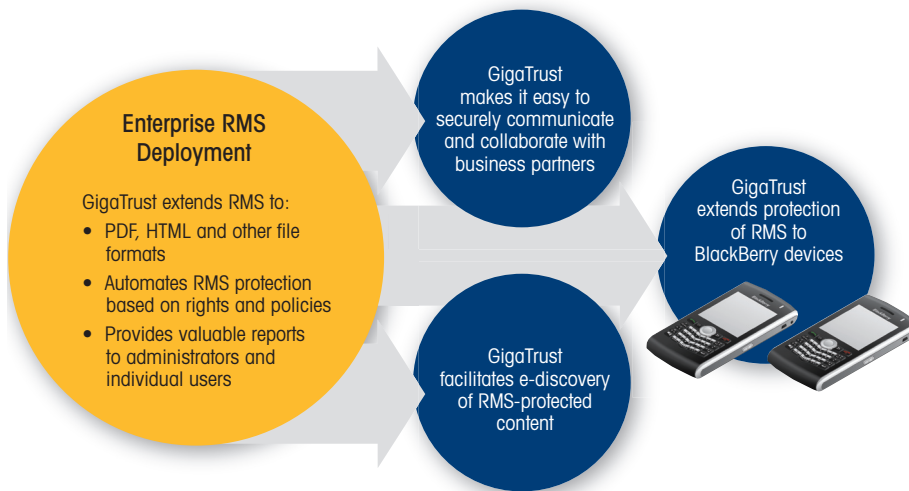 Enterprise RMS
Deployment
GigaTrust extends RMS to:
• PDF, HTML and other file
formats
• Automates RMS protection
based on rights and policies
• Provides valuable reports
to administrators and
individual users
GigaTrust
makes it easy to
securely communicate
and collaborate with
business partners
GigaTrust
facilitates e-discovery
of RMS-protected
content
GigaTrust
extends protection
of RMS to
BlackBerry devices